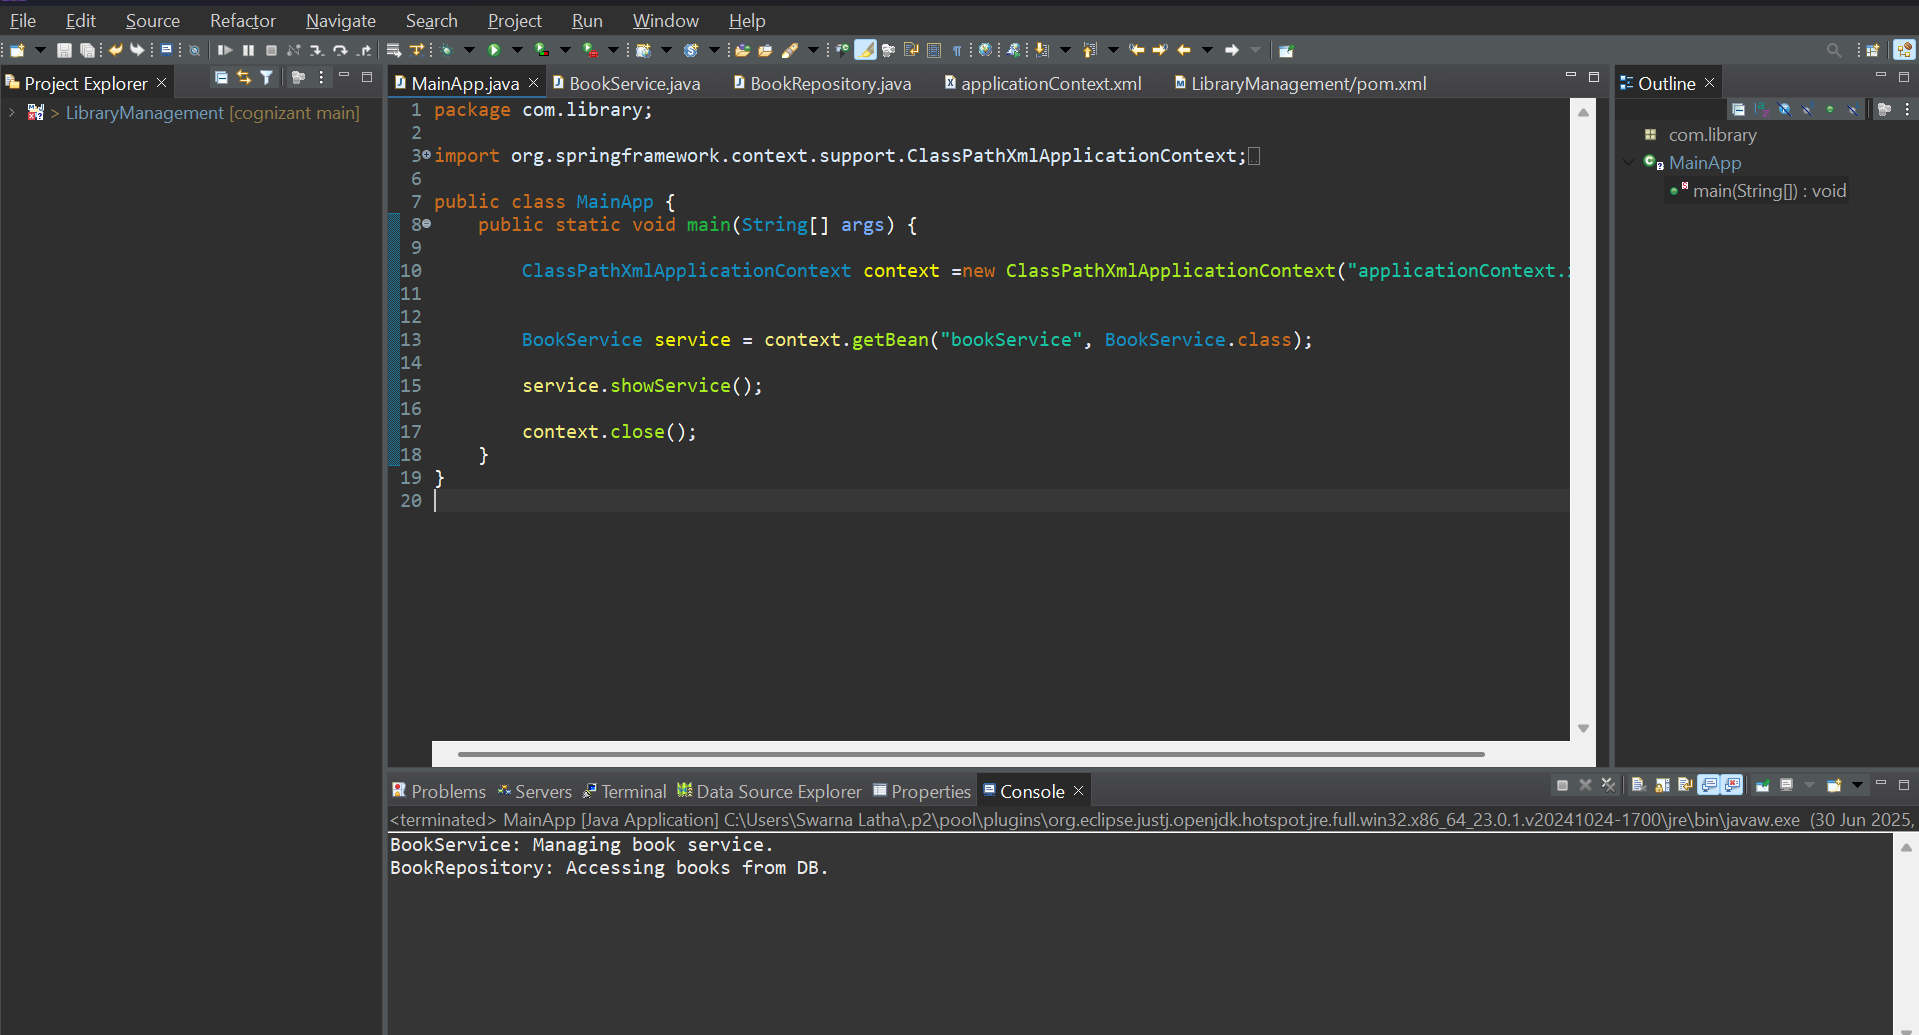 File Edit Source Refactor Navigate Search Project Run Window Help
Project Explorer
> LibraryManagement [cognizant main]
MainApp.java BookService.java BookRepository.java applicationContext.xml LibraryManagement/pom.xml
1 package com.library;
2
3 import org.springframework.context.support.ClassPathXmlApplicationContext;
6
7 public class MainApp {
8 public static void main(String[] args) {
9
10 ClassPathXmlApplicationContext context =new ClassPathXmlApplicationContext("applicationContext.x
11
12
13 BookService service = context.getBean("bookService", BookService.class);
14
15 service.showService();
16
17 context.close();
18 }
19 }
20
Outline
com.library
MainApp
main(String[]) : void
Problems Servers Terminal Data Source Explorer Properties Console
<terminated> MainApp [Java Application] C:\Users\Swarna Latha\.p2\pool\plugins\org.eclipse.justj.openjdk.hotspot.jre.full.win32.x86_64_23.0.1.v20241024-1700\jre\bin\javaw.exe (30 Jun 2025,
BookService: Managing book service.
BookRepository: Accessing books from DB.